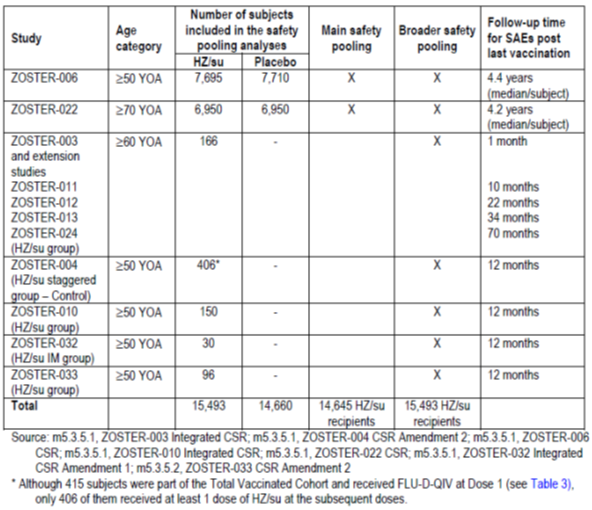 Study
Age category
Number of subjects included in the safety pooling analyses
HZ/su
Placebo
Main safety pooling
Broader safety pooling
Follow-up time for SAEs post last vaccination
ZOSTER-006 ≥50 YOA 7,695 7,710 X X 4.4 years (median/subject)
ZOSTER-022 ≥70 YOA 6,950 6,950 X X 4.2 years (median/subject)
ZOSTER-003 ≥60 YOA 166 - X 1 month
and extension
studies
ZOSTER-011 10 months
ZOSTER-012 22 months
ZOSTER-013 34 months
ZOSTER-024 70 months
(HZ/su group)
ZOSTER-004 ≥50 YOA 406* - X 12 months
(HZ/su staggered
group – Control)
ZOSTER-010 ≥50 YOA 150 - X 12 months
(HZ/su group)
ZOSTER-032 ≥50 YOA 30 - X 12 months
(HZ/su IM group)
ZOSTER-033 ≥50 YOA 96 - X 12 months
(HZ/su group)
Total 15,493 14,660 14,645 HZ/su recipients 15,493 HZ/su recipients
Source: m5.3.5.1, ZOSTER-003 Integrated CSR; m5.3.5.1, ZOSTER-004 CSR Amendment 2; m5.3.5.1, ZOSTER-006
CSR; m5.3.5.1, ZOSTER-010 Integrated CSR; m5.3.5.1, ZOSTER-022 CSR; m5.3.5.1, ZOSTER-032 Integrated
CSR Amendment 1; m5.3.5.2, ZOSTER-033 CSR Amendment 2
* Although 415 subjects were part of the Total Vaccinated Cohort and received FLU-D-QIV at Dose 1 (see Table 3),
only 406 of them received at least 1 dose of HZ/su at the subsequent doses.